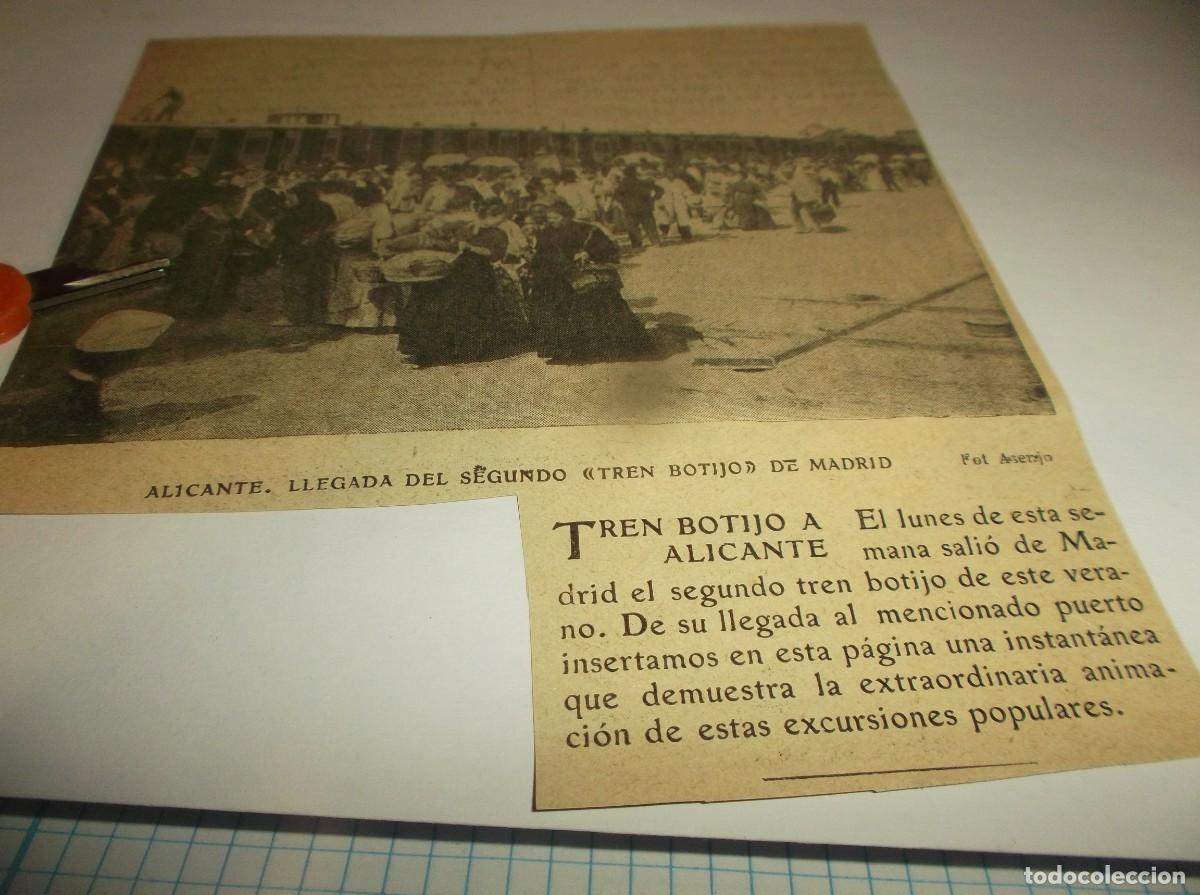 ALICANTE. LLEGADA DEL SEGUNDO «TREN BOTIJO» DE MADRID
Fot Asenjo
TREN BOTIJO A
ALICANTE
El lunes de esta se-
mana salió de Ma-
drid el segundo tren botijo de este vera-
no. De su llegada al mencionado puerto
insertamos en esta página una instantánea
que demuestra la extraordinaria anima-
ción de estas excursiones populares.
todocoleccion